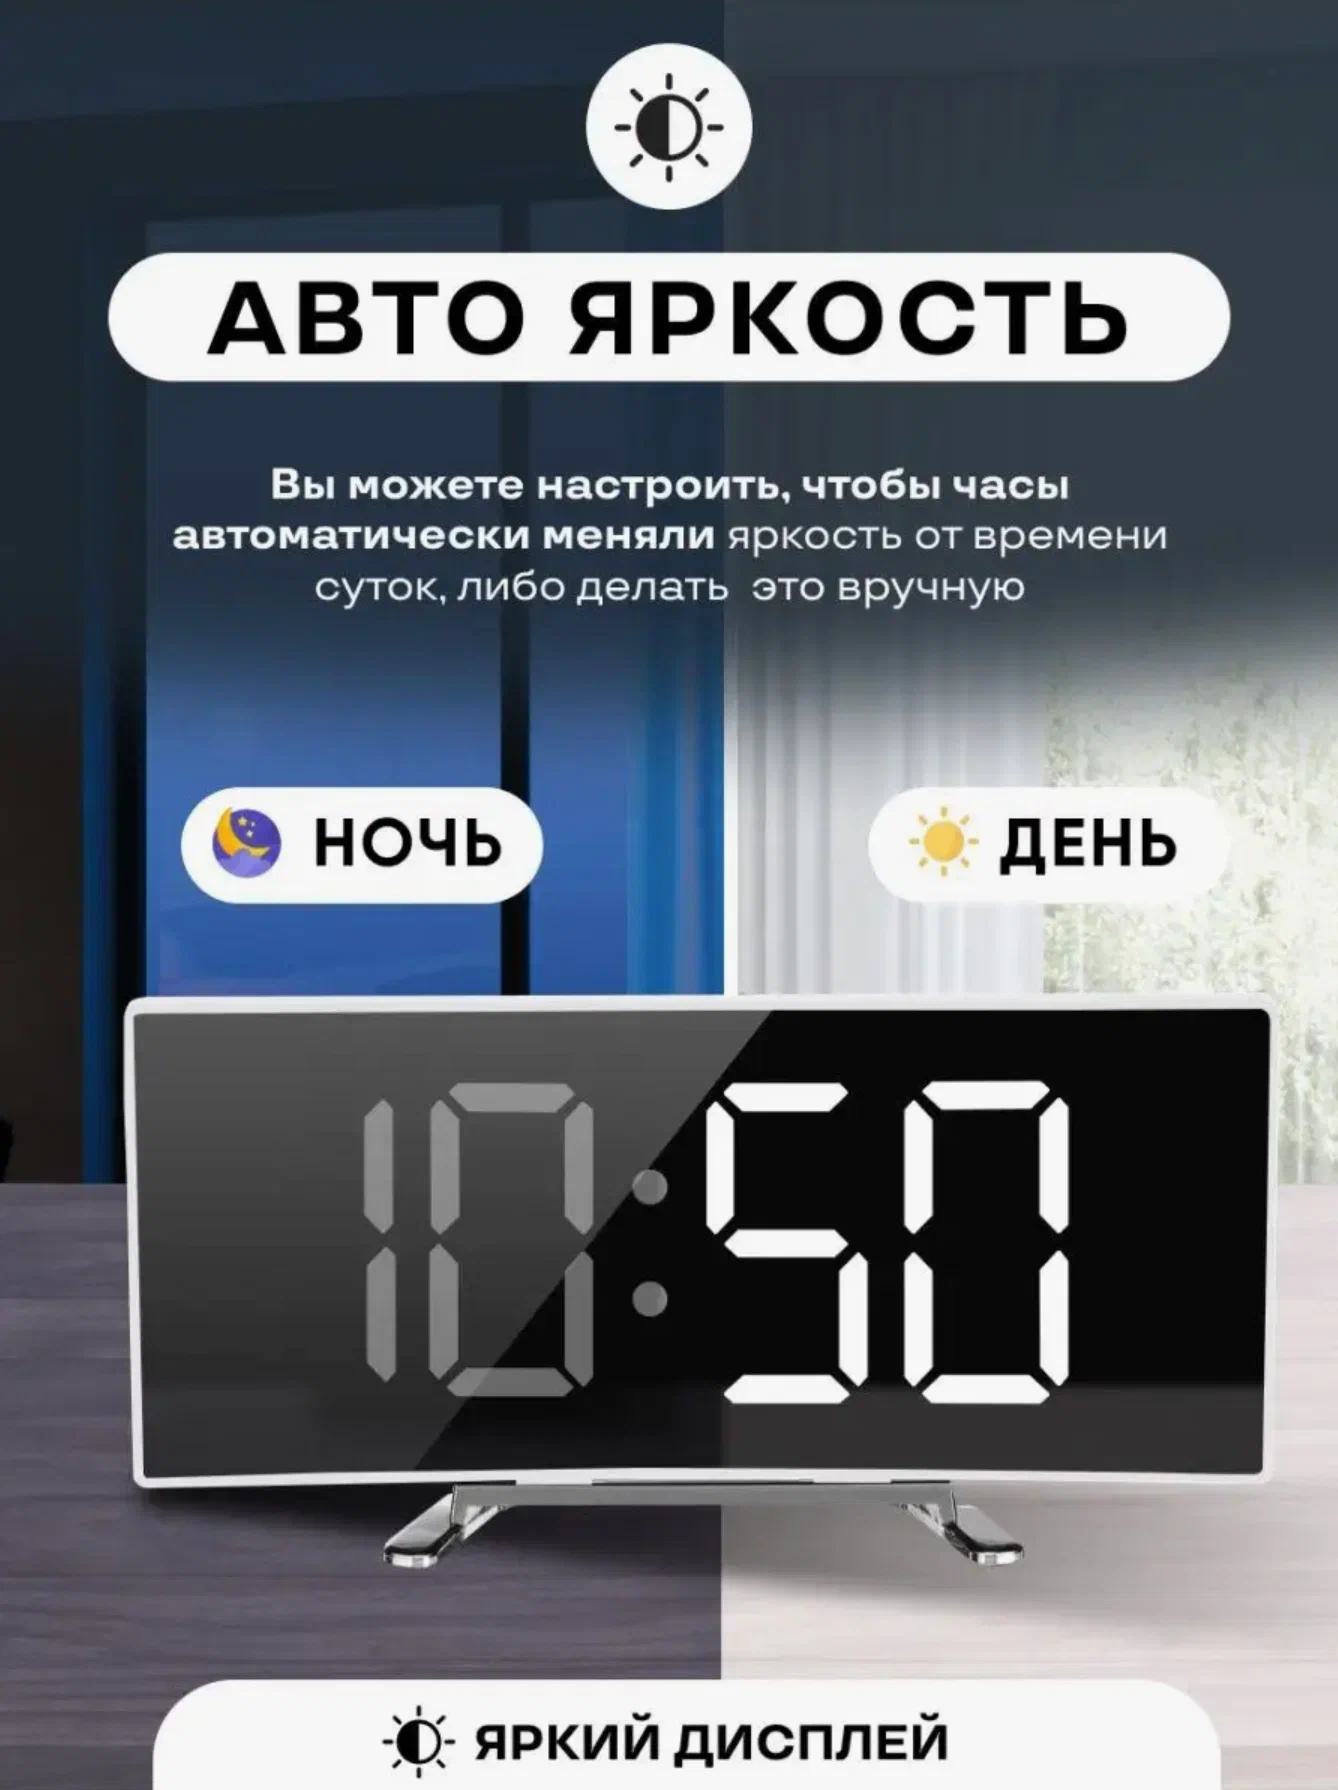 АВТО ЯРКОСТЬ
Вы можете настроить, чтобы часы
автоматически меняли яркость от времени
суток, либо делать это вручную
НОЧЬ
ДЕНЬ
10:50
ЯРКИЙ ДИСПЛЕЙ